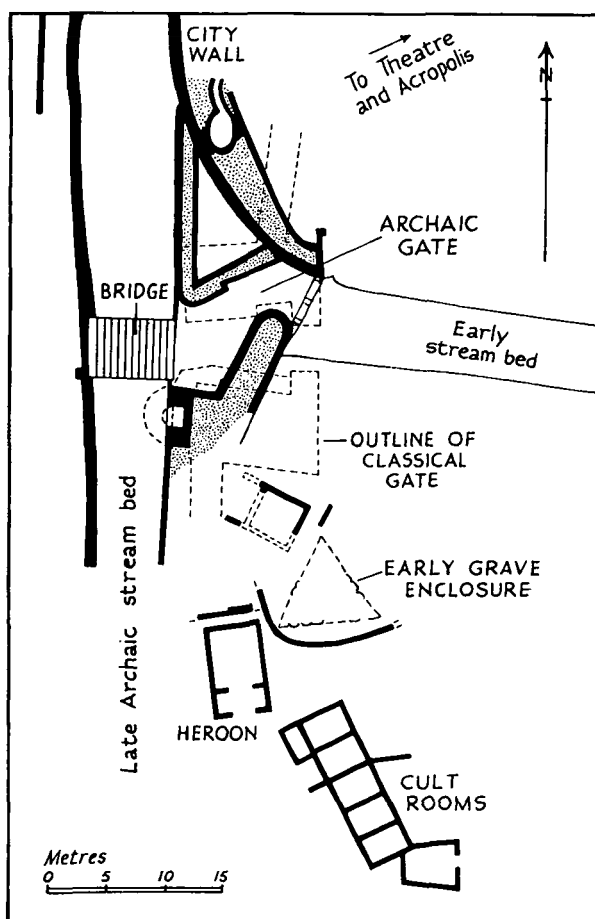 CITY
WALL
To Theatre
and Acropolis
N
ARCHAIC
GATE
BRIDGE
Early
stream bed
OUTLINE OF
CLASSICAL
GATE
Late Archaic stream bed
EARLY GRAVE
ENCLOSURE
HEROON
CULT
ROOMS
Metres
0 5 10 15